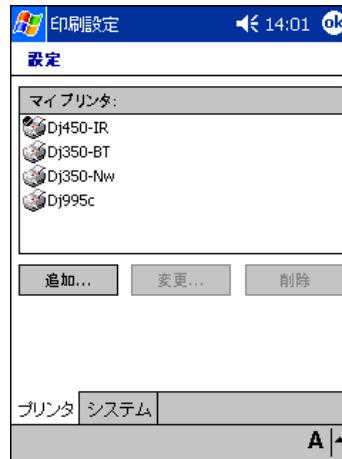 印刷設定 14:01 ok
設定
マイ プリンタ:
Dj450-IR
Dj350-BT
Dj350-Nw
Dj995c
追加... 変更... 削除
プリンタ システム
A